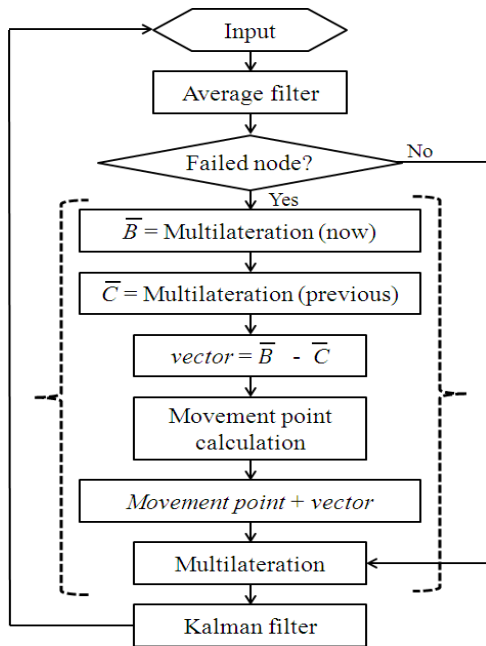 Input
Average filter
Failed node?
No
Yes
B̅ = Multilateration (now)
C̅ = Multilateration (previous)
vector = B̅ - C̅
Movement point
calculation
Movement point + vector
Multilateration
Kalman filter